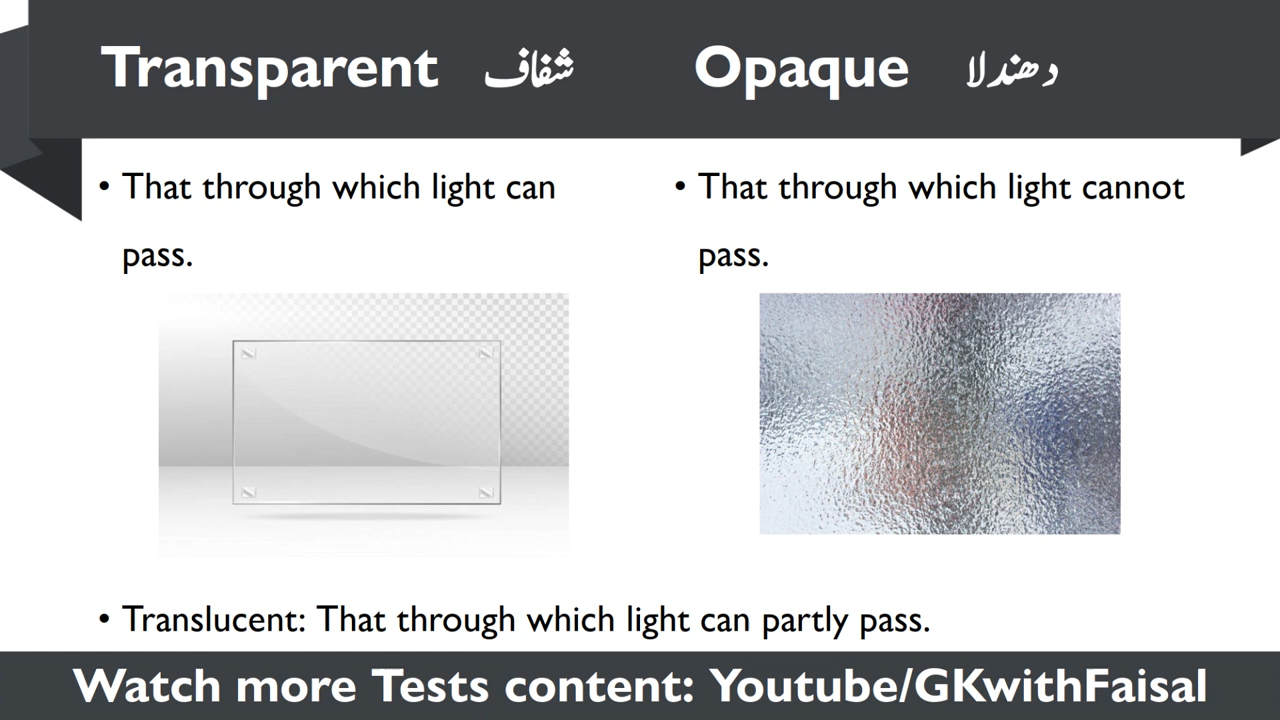 Transparent شفاف
Opaque دھندلا
• That through which light can
pass.
• That through which light cannot
pass.
• Translucent: That through which light can partly pass.
Watch more Tests content: Youtube/GKwithFaisal